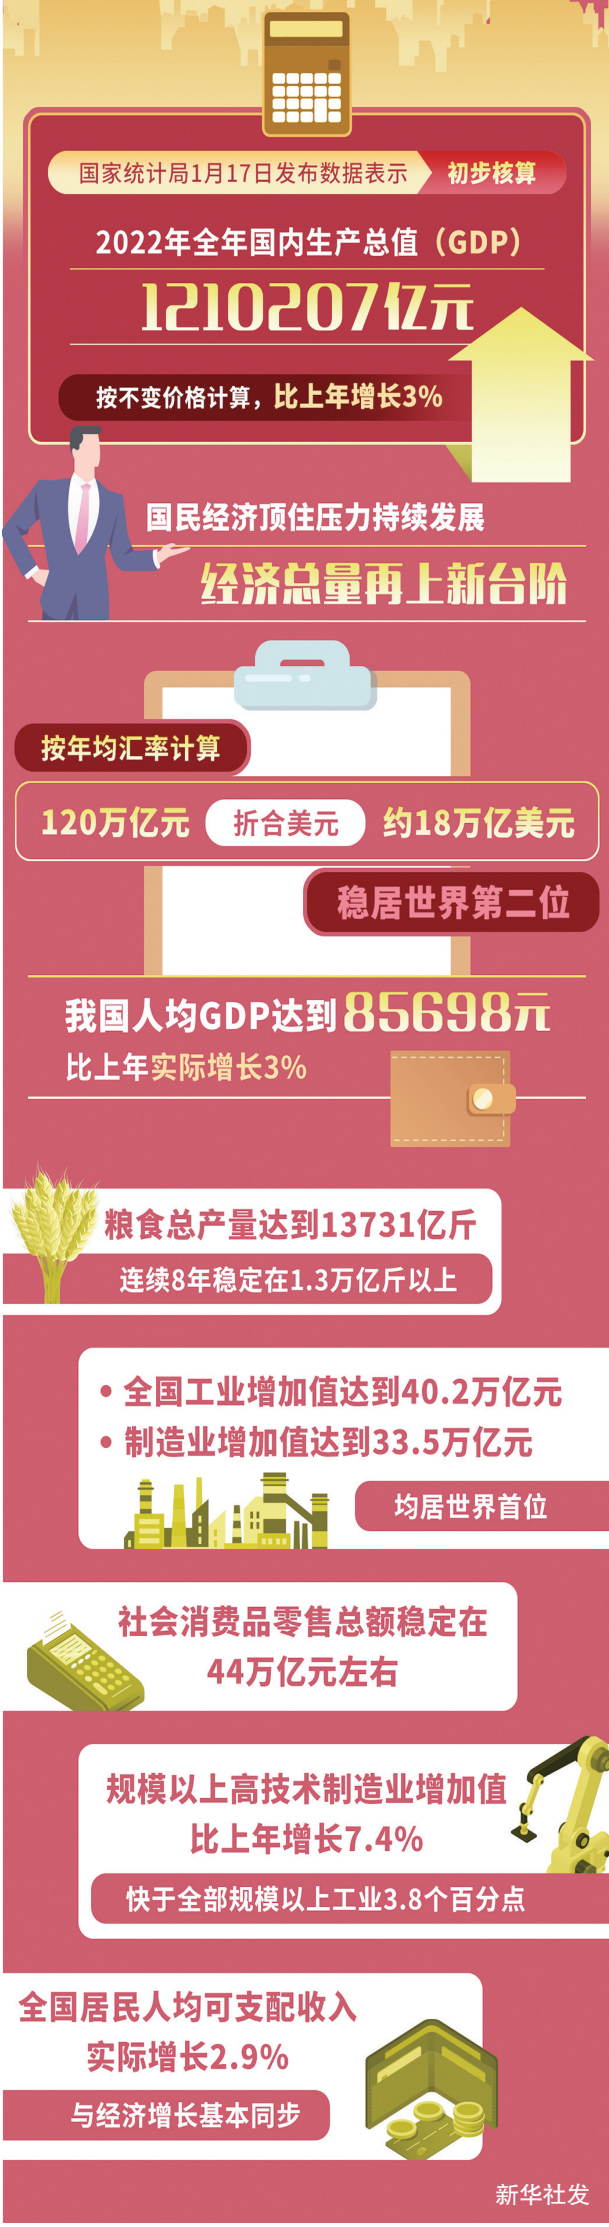 国家统计局1月17日发布数据表示 初步核算
2022年全年国内生产总值（GDP）
1210207亿元
按不变价格计算，比上年增长3%
国民经济顶住压力持续发展
经济总量再上新台阶
按年均汇率计算
120万亿元 折合美元 约18万亿美元
稳居世界第二位
我国人均GDP达到85698元
比上年实际增长3%
粮食总产量达到13731亿斤
连续8年稳定在1.3万亿斤以上
• 全国工业增加值达到40.2万亿元
• 制造业增加值达到33.5万亿元
均居世界首位
社会消费品零售总额稳定在
44万亿元左右
规模以上高技术制造业增加值
比上年增长7.4%
快于全部规模以上工业3.8个百分点
全国居民人均可支配收入
实际增长2.9%
与经济增长基本同步
新华社发